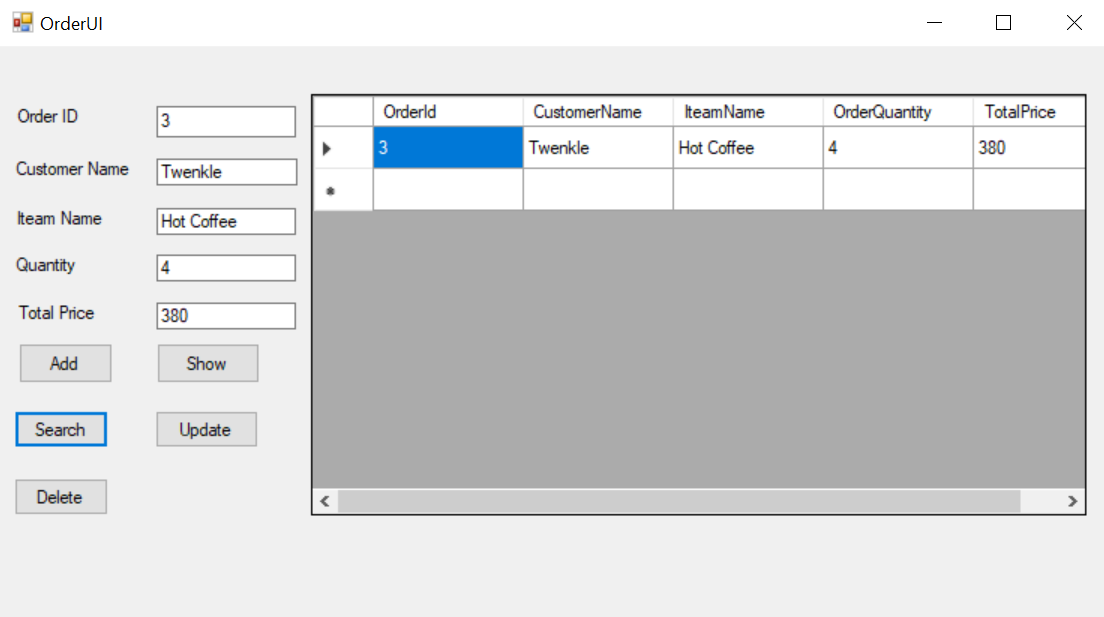 OrderUI
Order ID 3
Customer Name Twenkle
Iteam Name Hot Coffee
Quantity 4
Total Price 380
Add Show
Search Update
Delete
OrderId CustomerName IteamName OrderQuantity TotalPrice
3 Twenkle Hot Coffee 4 380